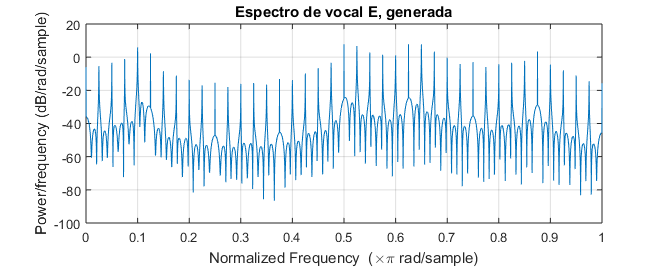 Espectro de vocal E, generada
Power/frequency (dB/rad/sample)
20
0
-20
-40
-60
-80
-100
0 0.1 0.2 0.3 0.4 0.5 0.6 0.7 0.8 0.9 1
Normalized Frequency (×π rad/sample)